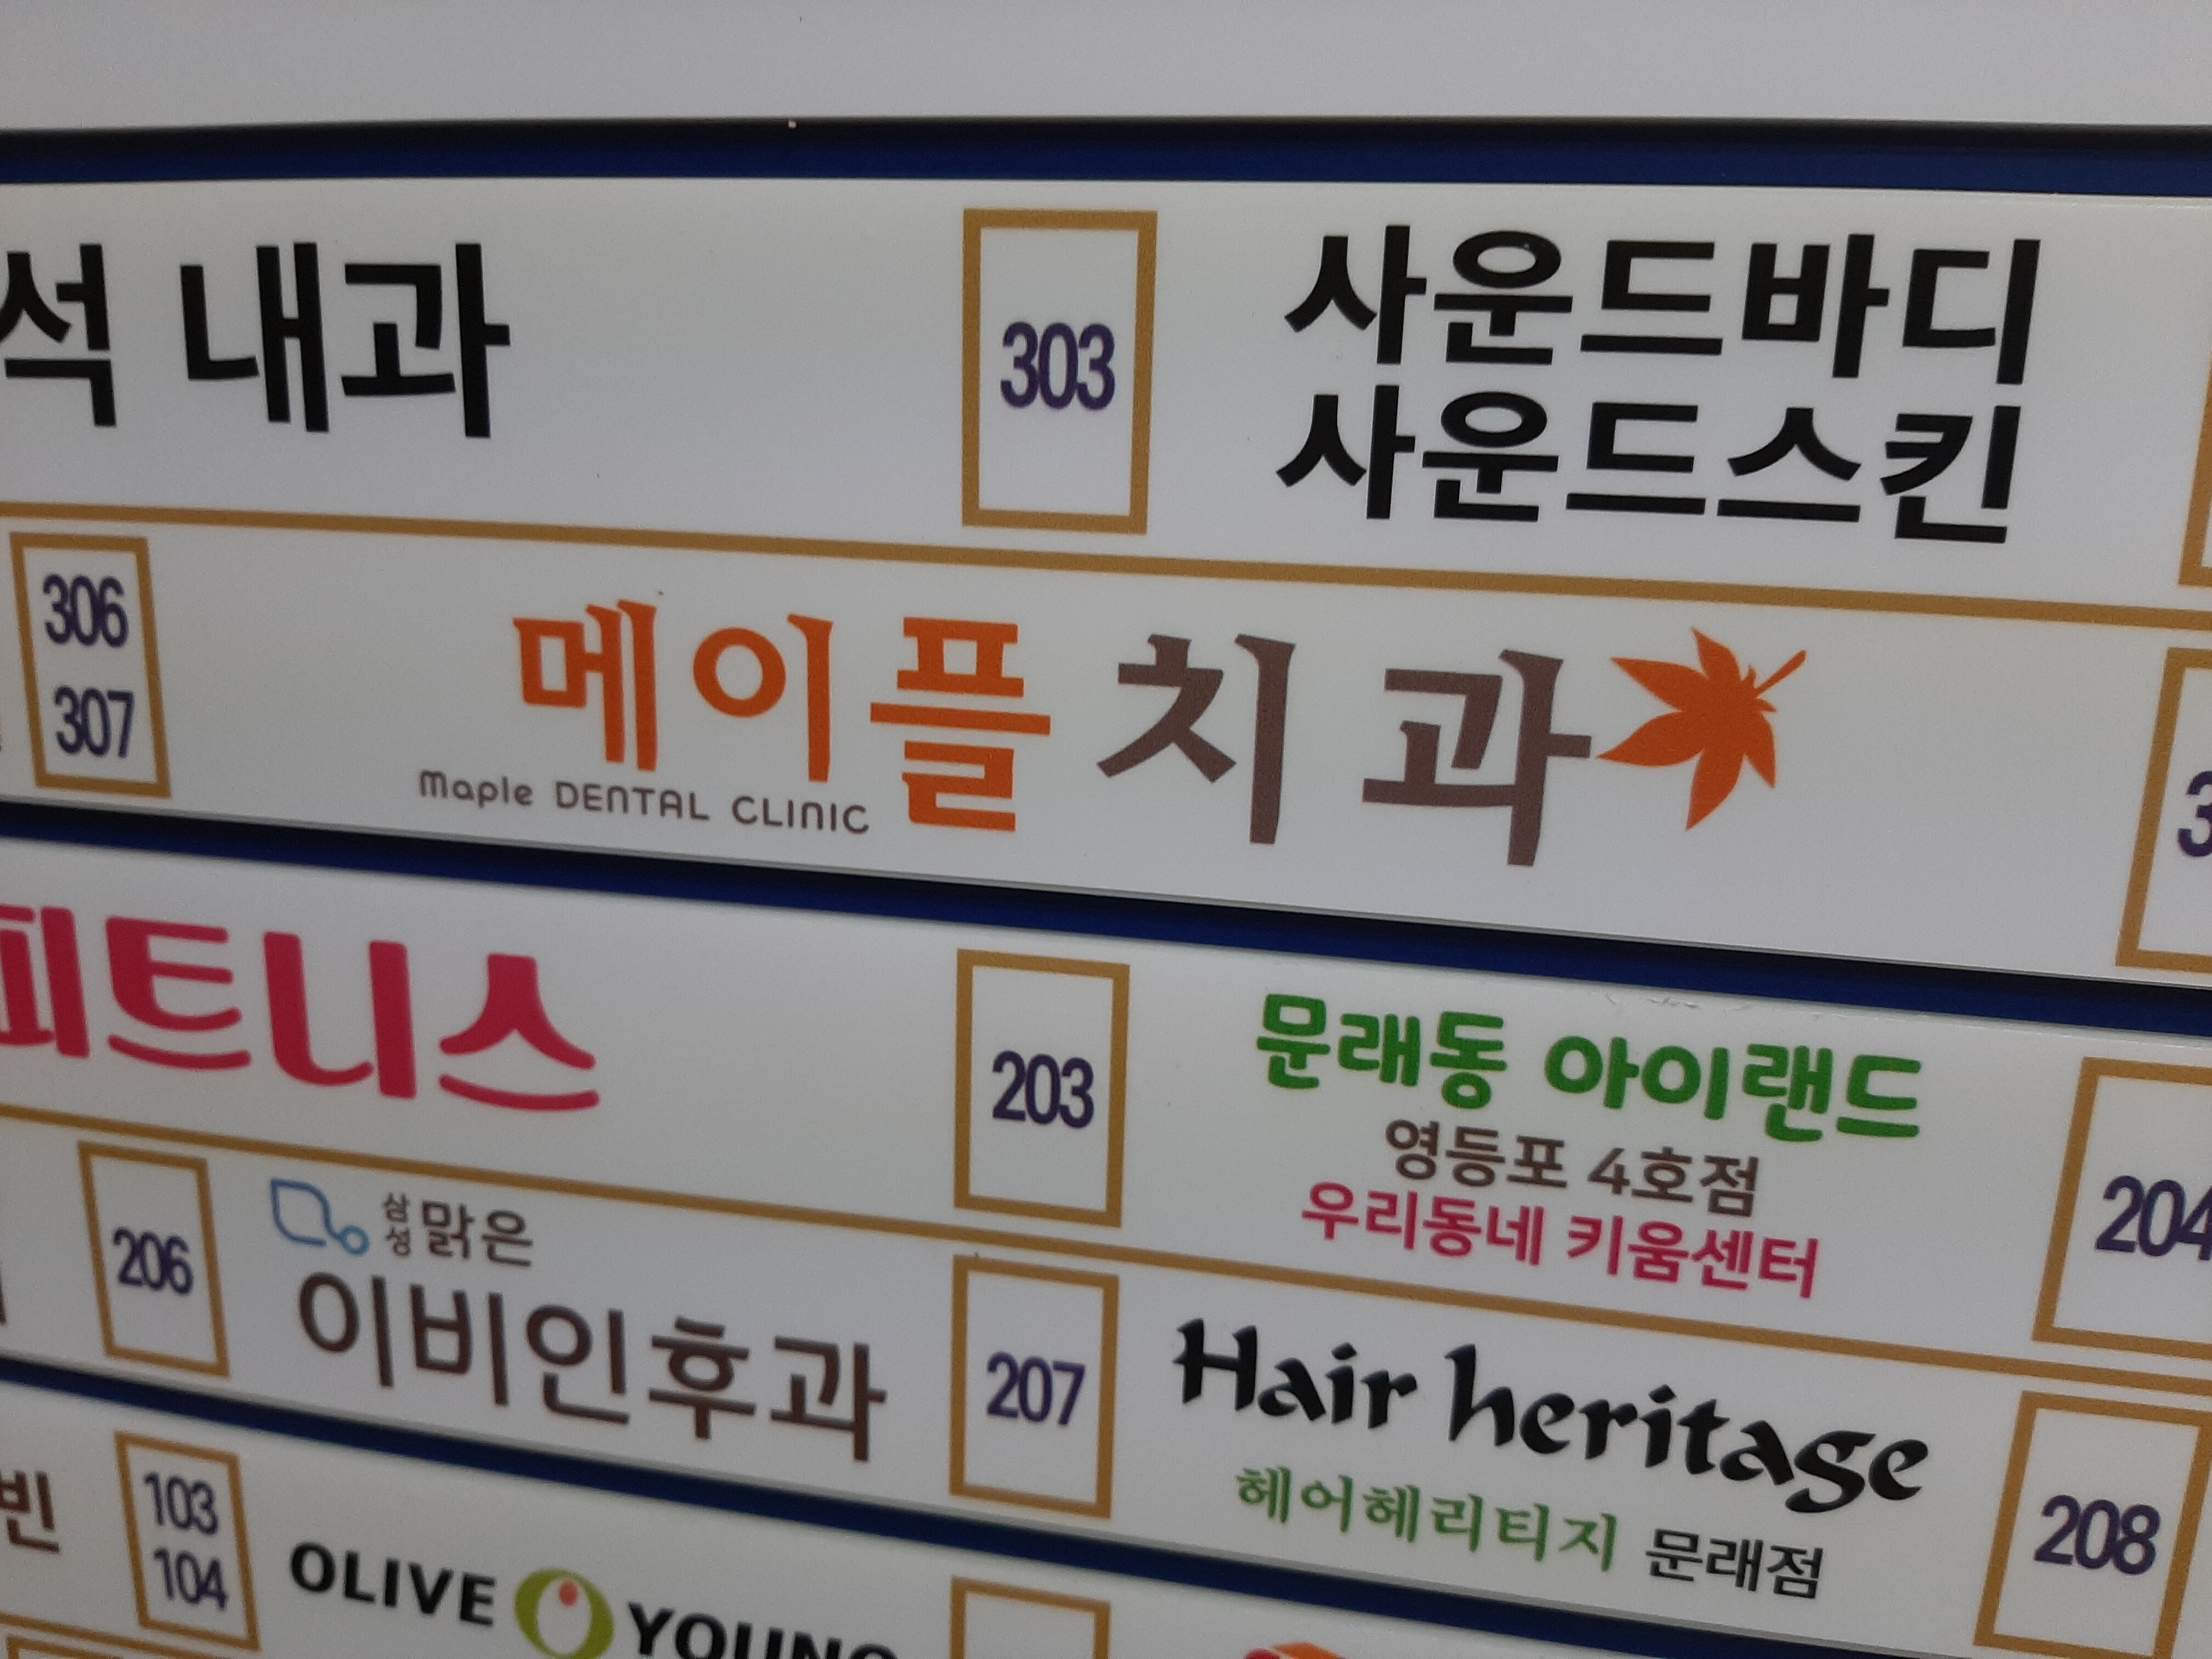 석 내과
303
사운드바디
사운드스킨
306
307
메이플치과
Maple DENTAL CLINIC
피트니스
203
문래동 아이랜드
영등포 4호점
우리동네 키움센터
204
206
삼성맑은
이비인후과
207
Hair heritage
헤어헤리티지 문래점
208
빈
103
104
OLIVE YOUNG